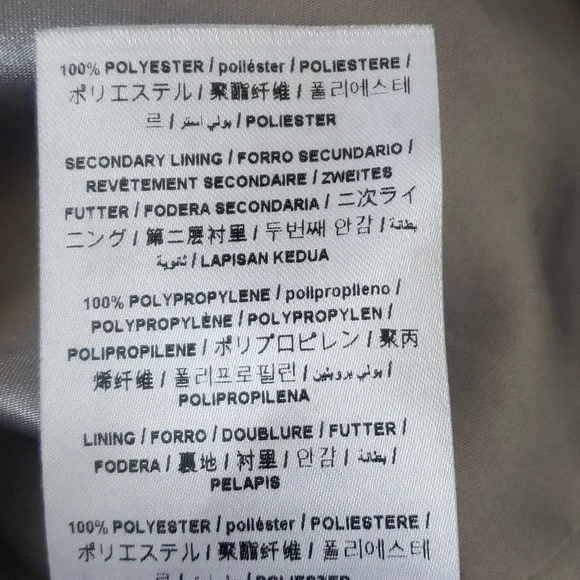 100% POLYESTER / poliéster / POLIESTERE /
ポリエステル / 聚酯纤维 / 폴리에스테
르 / بولي استر / POLIESTER
SECONDARY LINING / FORRO SECUNDARIO /
REVÊTEMENT SECONDAIRE / ZWEITES
FUTTER / FODERA SECONDARIA / 二次ライ
ニング / 第二层衬里 / 두번째 안감 / بطانة
ثانوية / LAPISAN KEDUA
100% POLYPROPYLENE / polipropileno /
POLYPROPYLÈNE / POLYPROPYLEN /
POLIPROPILENE / ポリプロピレン / 聚丙
烯纤维 / 폴리프로필린 / بولي بروبلين /
POLIPROPILENA
LINING / FORRO / DOUBLURE / FUTTER /
FODERA / 裏地 / 衬里 / 안감 / بطانة /
PELAPIS
100% POLYESTER / poliéster / POLIESTERE /
ポリエステル / 聚酯纤维 / 폴리에스테
르 / POLIESTER